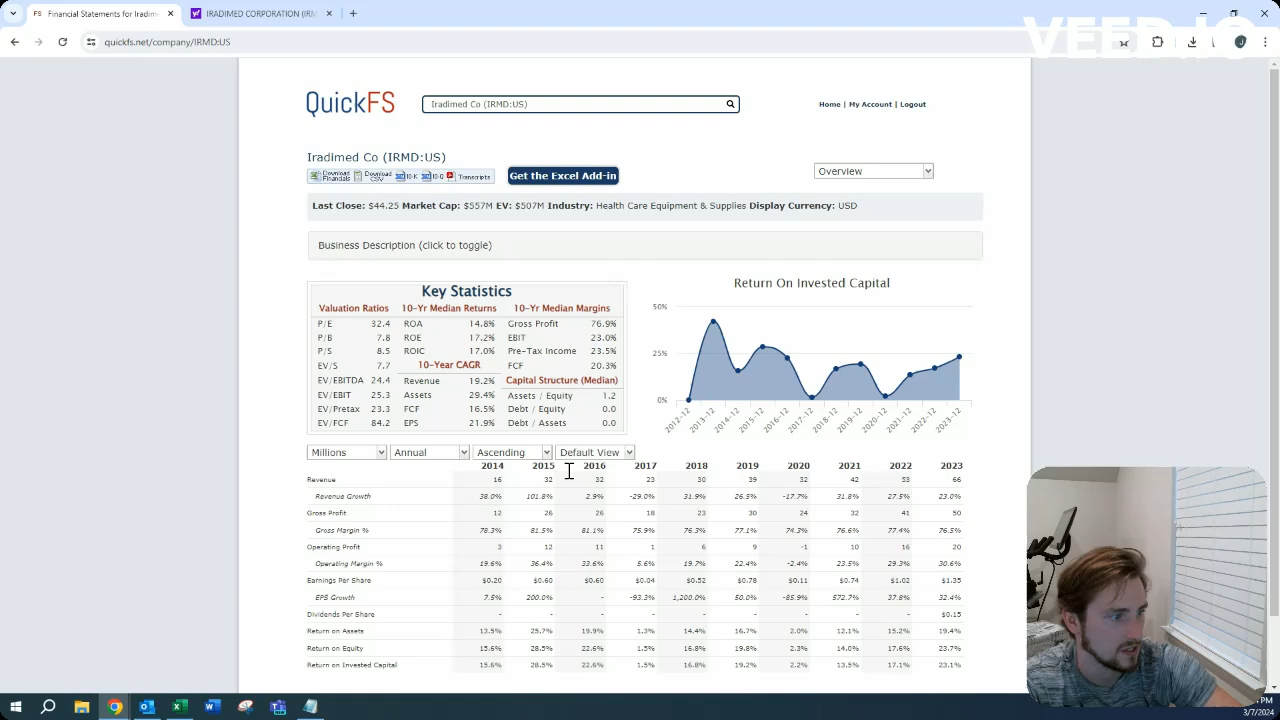 FS Financial Statements for Iradim
IRADIMED CORPORATION (IRM
quickfs.net/company/IRMD:US
VEED.IO
QuickFS
Iradimed Co (IRMD:US)
Home | My Account | Logout
Iradimed Co (IRMD:US)
Download Financials Download CSV 10-K 10-Q Transcripts
Get the Excel Add-in
Overview
Last Close: $44.25 Market Cap: $557M EV: $507M Industry: Health Care Equipment & Supplies Display Currency: USD
Business Description (click to toggle)
Key Statistics
Valuation Ratios 10-Yr Median Returns 10-Yr Median Margins
P/E 32.4 ROA 14.8% Gross Profit 76.9%
P/B 7.8 ROE 17.2% EBIT 23.0%
P/S 8.5 ROIC 17.0% Pre-Tax Income 23.5%
EV/S 7.7 10-Year CAGR FCF 20.3%
EV/EBITDA 24.4 Revenue 19.2% Capital Structure (Median)
EV/EBIT 25.3 Assets 29.4% Assets / Equity 1.2
EV/Pretax 23.3 FCF 16.5% Debt / Equity 0.0
EV/FCF 84.2 EPS 21.9% Debt / Assets 0.0
Return On Invested Capital
50%
25%
0%
2012-12 2013-12 2014-12 2015-12 2016-12 2017-12 2018-12 2019-12 2020-12 2021-12 2022-12 2023-12
Millions Annual Ascending Default View
2014 2015 2016 2017 2018 2019 2020 2021 2022 2023
Revenue 16 32 32 23 30 39 32 42 53 66
Revenue Growth 38.0% 101.8% 2.9% -29.0% 31.9% 26.5% -17.7% 31.8% 27.5% 23.0%
Gross Profit 12 26 26 18 23 30 24 32 41 50
Gross Margin % 78.3% 81.5% 81.1% 75.9% 76.3% 77.1% 74.3% 76.6% 77.4% 76.5%
Operating Profit 3 12 11 1 6 9 -1 10 16 20
Operating Margin % 19.6% 36.4% 33.6% 5.6% 19.7% 22.4% -2.4% 23.5% 29.3% 30.6%
Earnings Per Share $0.20 $0.60 $0.60 $0.04 $0.52 $0.78 $0.11 $0.74 $1.02 $1.35
EPS Growth 7.5% 200.0% -93.3% 1,200.0% 50.0% -85.9% 572.7% 37.8% 32.4%
Dividends Per Share - - - - - - - - - $0.15
Return on Assets 13.5% 25.7% 19.9% 1.3% 14.4% 16.7% 2.0% 12.1% 15.2% 19.4%
Return on Equity 15.6% 28.5% 22.6% 1.5% 16.8% 19.8% 2.3% 14.0% 17.6% 23.7%
Return on Invested Capital 15.6% 28.5% 22.6% 1.5% 16.8% 19.2% 2.2% 13.5% 17.1% 23.1%
PM
3/7/2024